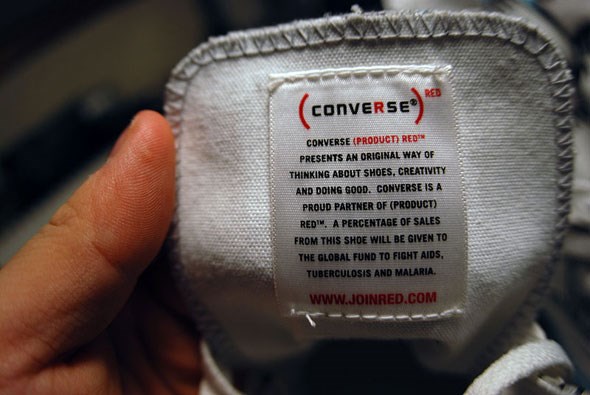 (CONVERSE®) RED
CONVERSE (PRODUCT) RED™
PRESENTS AN ORIGINAL WAY OF
THINKING ABOUT SHOES, CREATIVITY
AND DOING GOOD. CONVERSE IS A
PROUD PARTNER OF (PRODUCT)
RED™. A PERCENTAGE OF SALES
FROM THIS SHOE WILL BE GIVEN TO
THE GLOBAL FUND TO FIGHT AIDS,
TUBERCULOSIS AND MALARIA.
WWW.JOINRED.COM